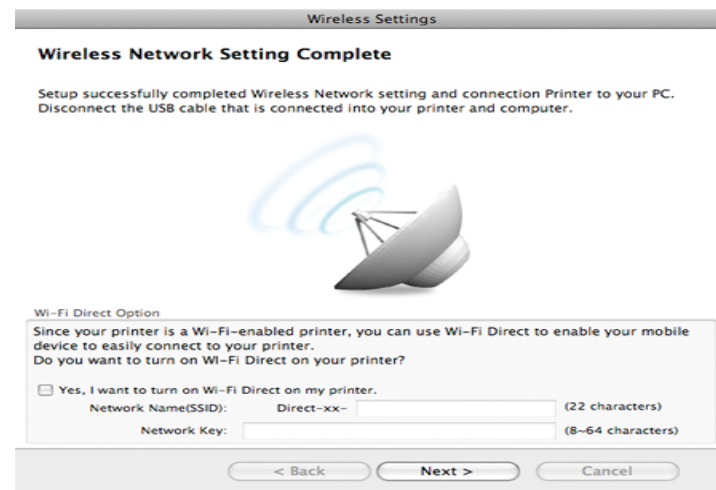 Wireless Settings
Wireless Network Setting Complete
Setup successfully completed Wireless Network setting and connection Printer to your PC.
Disconnect the USB cable that is connected into your printer and computer.
Wi-Fi Direct Option
Since your printer is a Wi-Fi-enabled printer, you can use Wi-Fi Direct to enable your mobile
device to easily connect to your printer.
Do you want to turn on WI-Fi Direct on your printer?
Yes, I want to turn on Wi-Fi Direct on my printer.
Network Name(SSID): Direct-xx- (22 characters)
Network Key: (8~64 characters)
< Back Next > Cancel